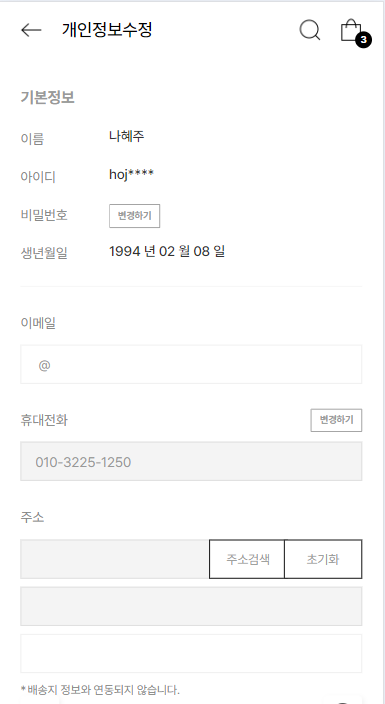 개인정보수정
3
기본정보
이름 나혜주
아이디 hoj****
비밀번호 변경하기
생년월일 1994 년 02 월 08 일
이메일
@
휴대전화 변경하기
010-3225-1250
주소
주소검색 초기화
* 배송지 정보와 연동되지 않습니다.